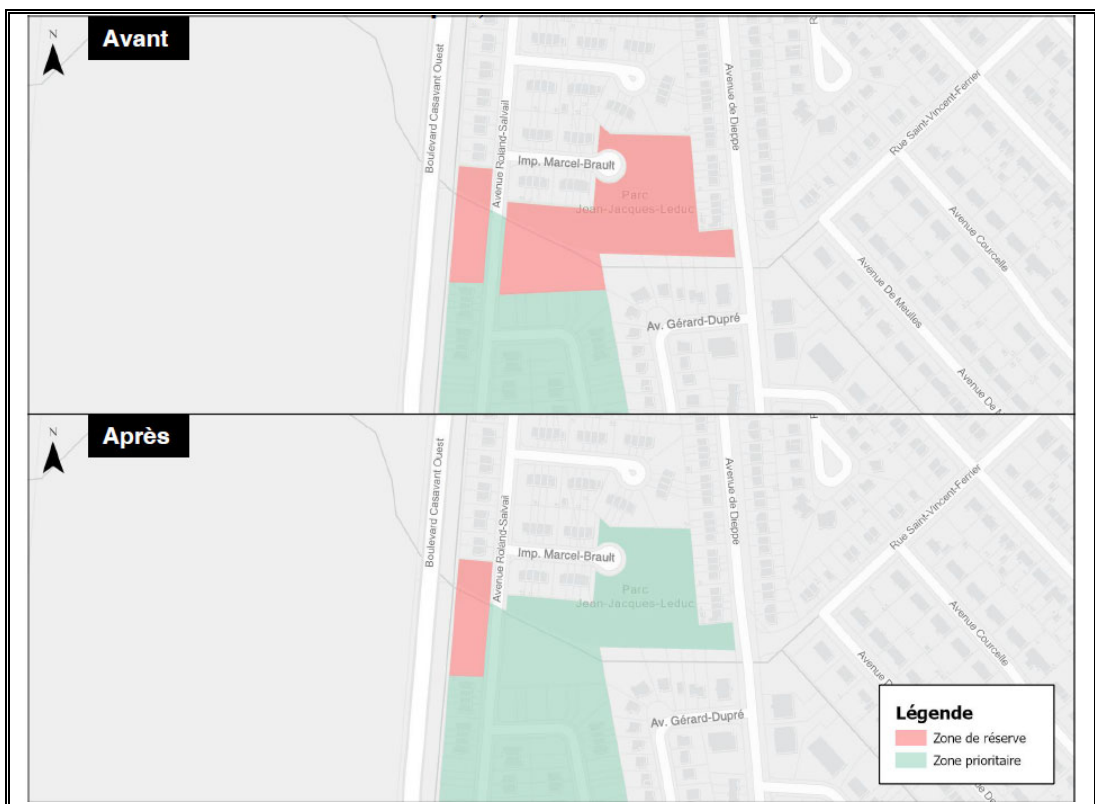 N
Avant
Boulevard Casavant Ouest
Avenue Roland-Salvail
Imp. Marcel-Brault
Parc
Jean-Jacques-Leduc
Avenue de Dieppe
R
Rue Saint-Vincent-Ferrier
Avenue Courcelle
Avenue De Meulles
Avenue De M
Av. Gérard-Dupré
N
Après
Boulevard Casavant Ouest
Avenue Roland-Salvail
Imp. Marcel-Brault
Parc
Jean-Jacques-Leduc
Avenue de Dieppe
R
Rue Saint-Vincent-Ferrier
Avenue Courcelle
Avenue D
Av. Gérard-Dupré
Légende
Zone de réserve
Zone prioritaire